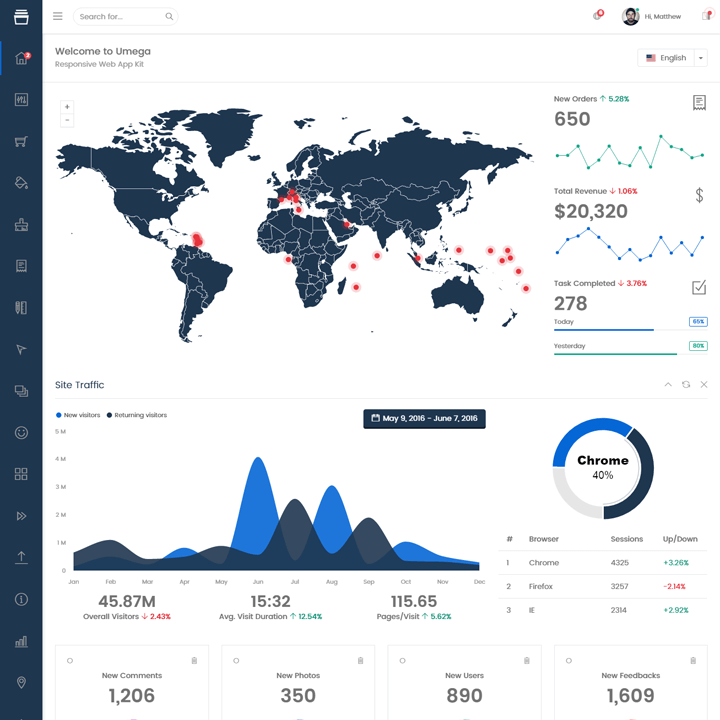 Search for...
8
Hi, Matthew
3
Welcome to Umega
Responsive Web App Kit
English
+
−
New Orders ↑ 5.28%
650
Total Revenue ↓ 1.06%
$20,320
$
Task Completed ↓ 3.76%
278
Today 65%
Yesterday 80%
Site Traffic
New visitors Returning visitors
May 9, 2016 - June 7, 2016
5 M
4 M
3 M
2 M
1 M
0
Jan Feb Mar Apr May Jun Jul Aug Sep Oct Nov Dec
45.87M
Overall Visitors ↓ 2.43%
15:32
Avg. Visit Duration ↑ 12.54%
115.65
Pages/Visit ↑ 5.62%
Chrome
40%
# Browser Sessions Up/Down
1 Chrome 4325 +3.26%
2 Firefox 3257 -2.14%
3 IE 2314 +2.92%
New Comments
1,206
New Photos
350
New Users
890
New Feedbacks
1,609